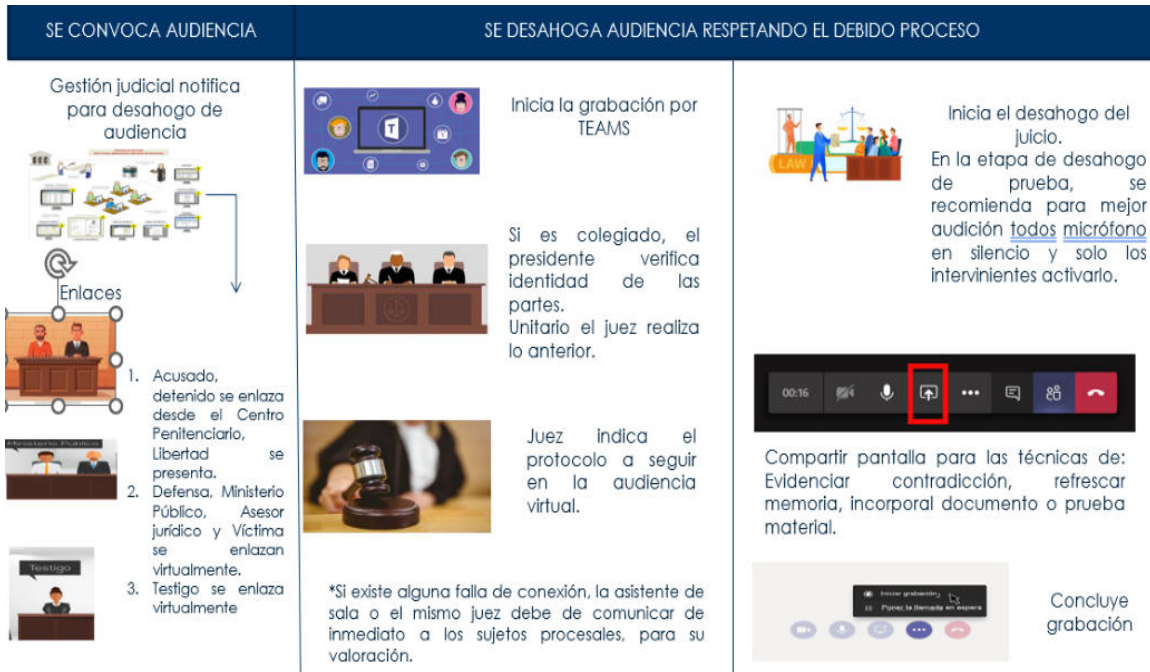 SE CONVOCA AUDIENCIA
SE DESAHOGA AUDIENCIA RESPETANDO EL DEBIDO PROCESO
Gestión judicial notifica
para desahogo de
audiencia
Enlaces
1. Acusado,
detenido se enlaza
desde el Centro
Penitenciario,
Libertad se
presenta.
2. Defensa, Ministerio
Público, Asesor
jurídico y Víctima
se enlazan
virtualmente.
3. Testigo se enlaza
virtualmente
Ministerio Público
Testigo
Inicia la grabación por
TEAMS
T
Si es colegiado, el
presidente verifica
identidad de las
partes.
Unitario el juez realiza
lo anterior.
Juez indica el
protocolo a seguir
en la audiencia
virtual.
*Si existe alguna falla de conexión, la asistente de
sala o el mismo juez debe de comunicar de
inmediato a los sujetos procesales, para su
valoración.
LAW
Inicia el desahogo del
juicio.
En la etapa de desahogo
de prueba, se
recomienda para mejor
audición todos micrófono
en silencio y solo los
intervinientes activarlo.
00:16
Compartir pantalla para las técnicas de:
Evidenciar contradicción, refrescar
memoria, incorporal documento o prueba
material.
Iniciar grabación
Poner la llamada en espera
Concluye
grabación